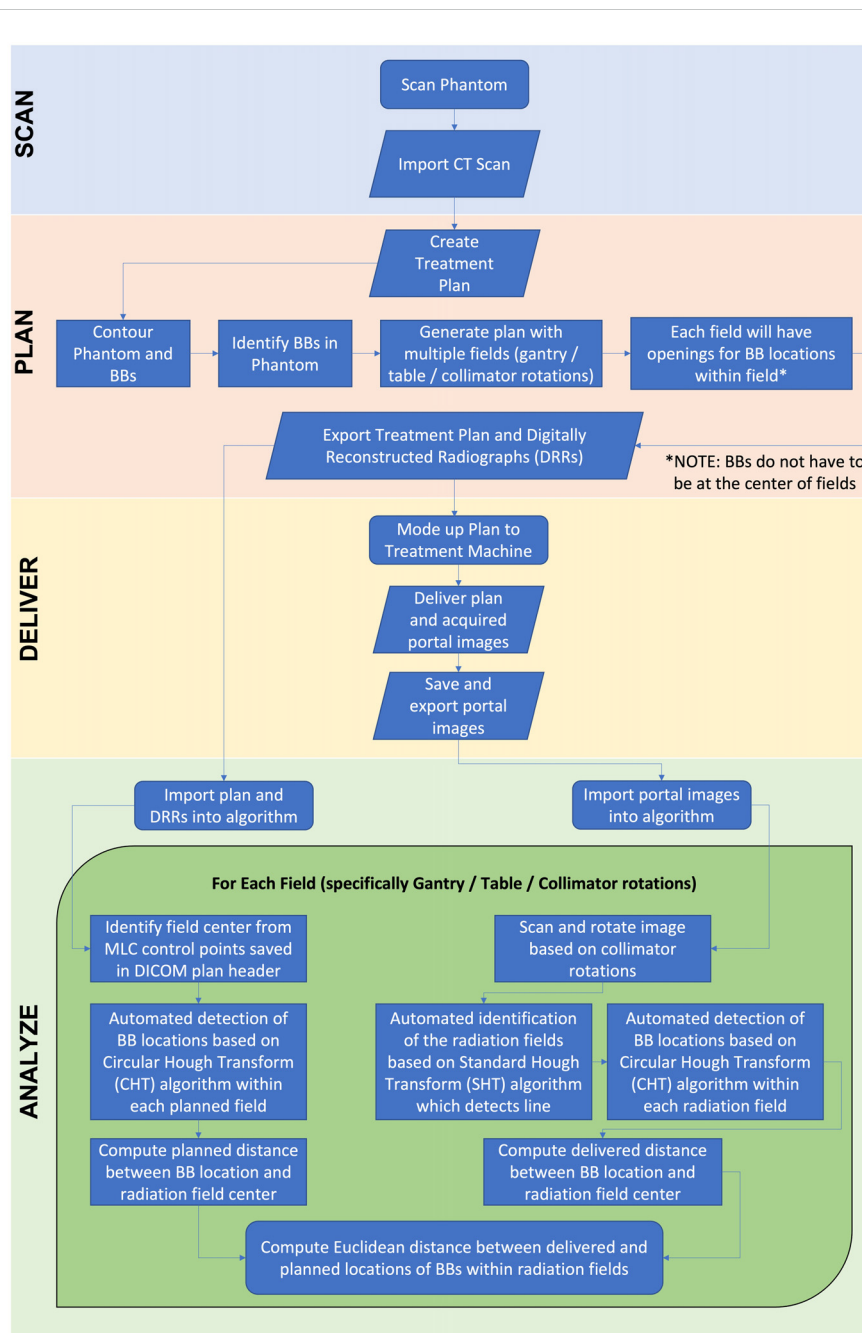 SCAN
Scan Phantom
Import CT Scan
PLAN
Create
Treatment
Plan
Contour
Phantom and
BBs
Identify BBs in
Phantom
Generate plan with
multiple fields (gantry /
table / collimator rotations)
Each field will have
openings for BB locations
within field*
Export Treatment Plan and Digitally
Reconstructed Radiographs (DRRs)
*NOTE: BBs do not have to
be at the center of fields
DELIVER
Mode up Plan to
Treatment Machine
Deliver plan
and acquired
portal images
Save and
export portal
images
ANALYZE
Import plan and
DRRs into algorithm
Import portal images
into algorithm
For Each Field (specifically Gantry / Table / Collimator rotations)
Identify field center from
MLC control points saved
in DICOM plan header
Scan and rotate image
based on collimator
rotations
Automated detection of
BB locations based on
Circular Hough Transform
(CHT) algorithm within
each planned field
Automated identification
of the radiation fields
based on Standard Hough
Transform (SHT) algorithm
which detects line
Automated detection of
BB locations based on
Circular Hough Transform
(CHT) algorithm within
each radiation field
Compute planned distance
between BB location and
radiation field center
Compute delivered distance
between BB location and
radiation field center
Compute Euclidean distance between delivered and
planned locations of BBs within radiation fields